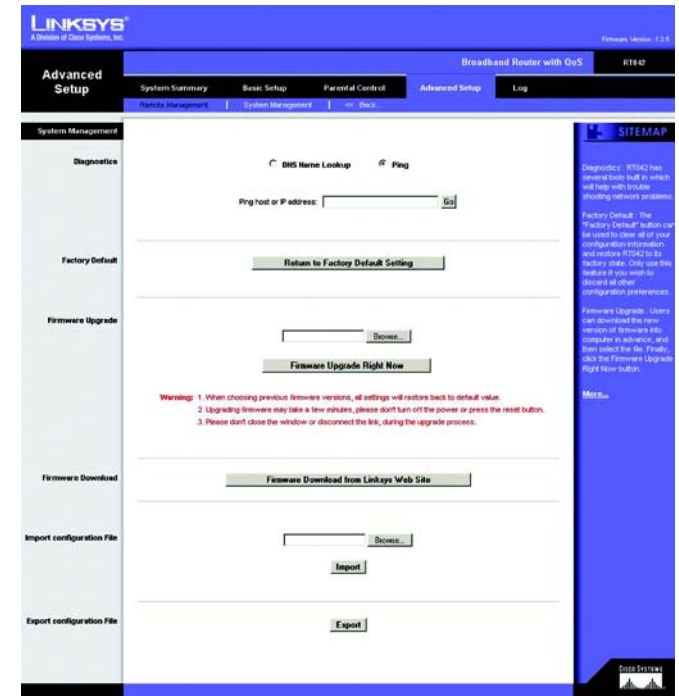 LINKSYS®
A Division of Cisco Systems, Inc.
Firmware Version: 1.3.8
Broadband Router with QoS
RT042
Advanced
Setup
System Summary
Basic Setup
Parental Control
Advanced Setup
Log
Remote Management | System Management | << Back...
System Management
SITEMAP
Diagnostics
DNS Name Lookup
Ping
Ping host or IP address:
Go
Factory Default
Return to Factory Default Setting
Firmware Upgrade
Browse...
Firmware Upgrade Right Now
Warning: 1. When choosing previous firmware versions, all settings will restore back to default value.
2. Upgrading firmware may take a few minutes, please don't turn off the power or press the reset button.
3. Please don't close the window or disconnect the link, during the upgrade process.
Firmware Download
Firmware Download from Linksys Web Site
Import configuration File
Browse...
Import
Export configuration File
Export
Diagnostics : RT042 has
several tools built in which
will help with trouble
shooting network problems.
Factory Default : The
"Factory Default" button can
be used to clear all of your
configuration information
and restore RT042 to its
factory state. Only use this
feature if you wish to
discard all other
configuration preferences.
Firmware Upgrade : Users
can download the new
version of firmware into
computer in advance, and
then select the file. Finally,
click the Firmware Upgrade
Right Now button.
More...
CISCO SYSTEMS